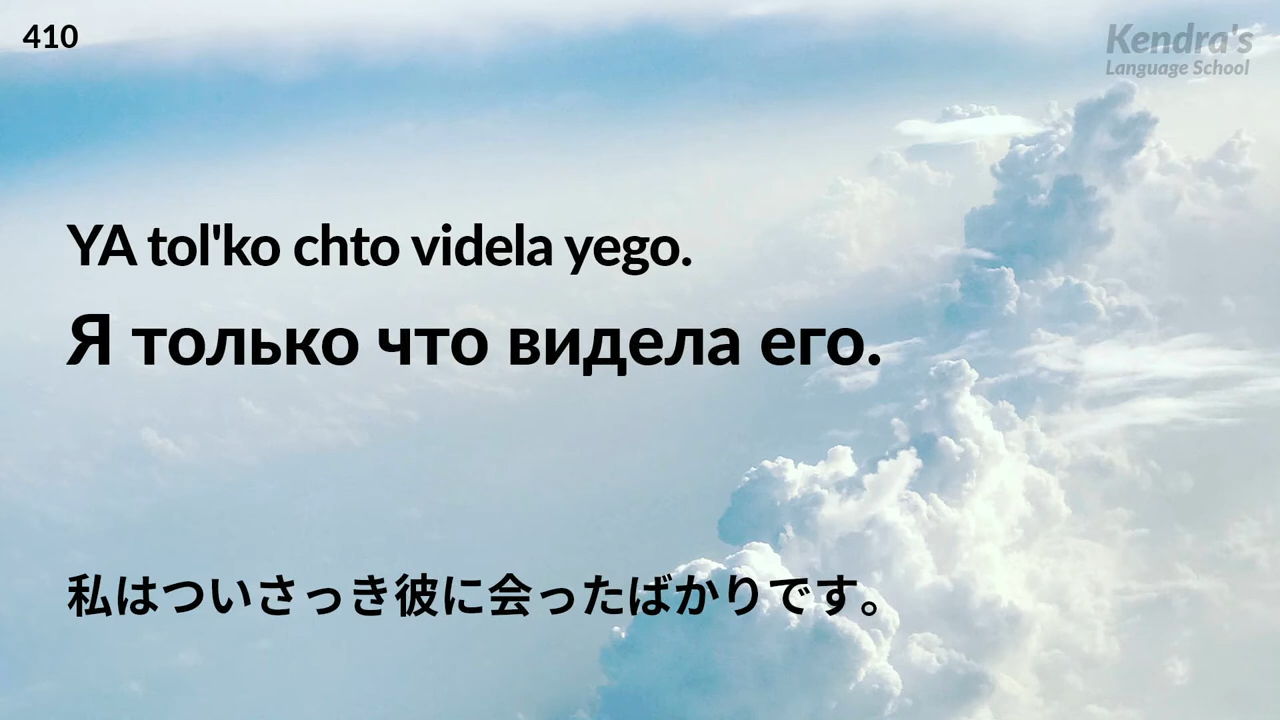 410
Kendra's
Language School
YA tol'ko chto videla yego.
Я только что видела его.
私はついさっき彼に会ったばかりです。